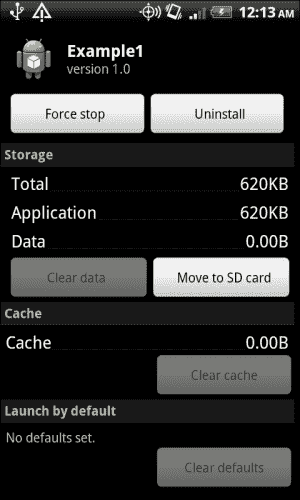 12:13 AM
Example1
version 1.0
Force stop Uninstall
Storage
Total 620KB
Application 620KB
Data 0.00B
Clear data Move to SD card
Cache
Cache 0.00B
Clear cache
Launch by default
No defaults set.
Clear defaults